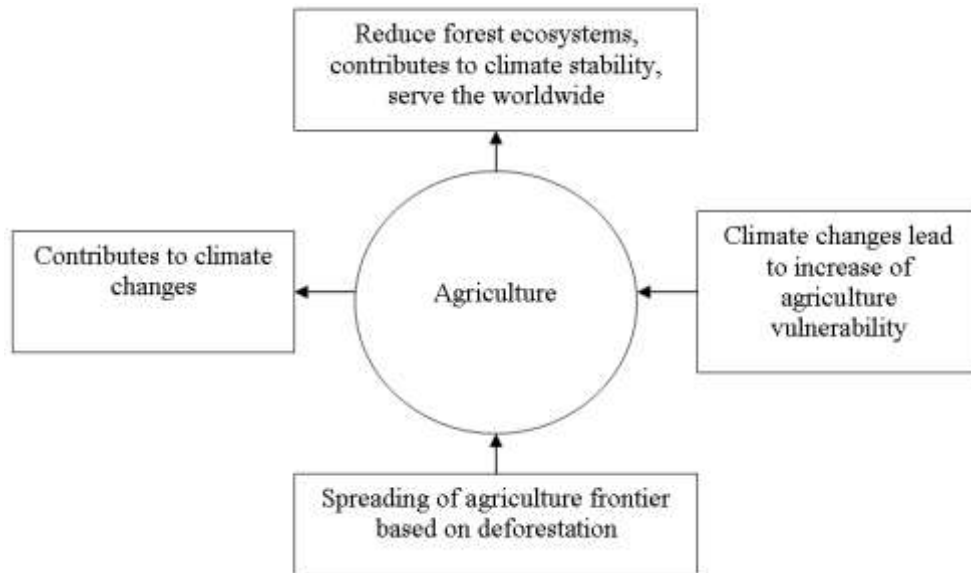 Reduce forest ecosystems,
contributes to climate stability,
serve the worldwide
Contributes to climate
changes
Agriculture
Climate changes lead
to increase of
agriculture
vulnerability
Spreading of agriculture frontier
based on deforestation